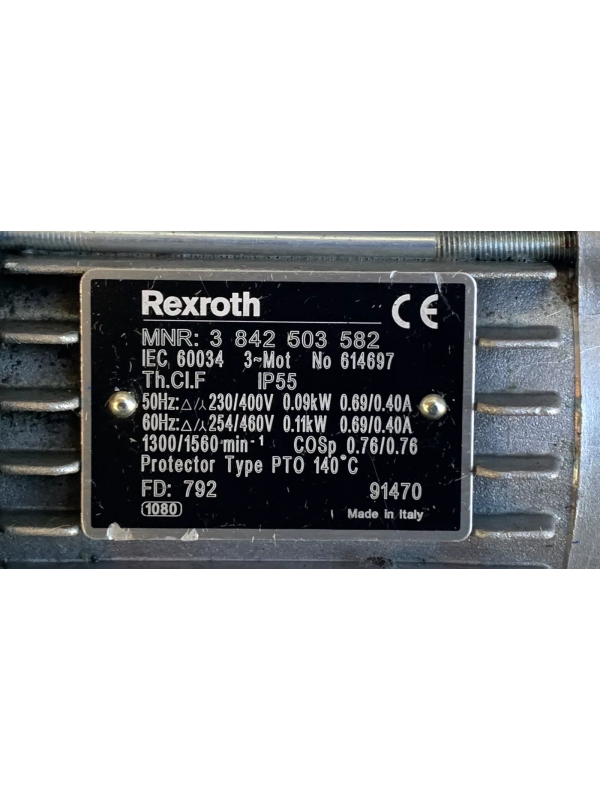 Rexroth CE
MNR: 3 842 503 582
IEC 60034 3~Mot No 614697
Th.Cl.F IP55
50Hz:△/⅄ 230/400V 0.09kW 0.69/0.40A
60Hz:△/⅄ 254/460V 0.11kW 0.69/0.40A
1300/1560 min-¹ COSp 0.76/0.76
Protector Type PTO 140°C
FD: 792 91470
1080 Made in Italy